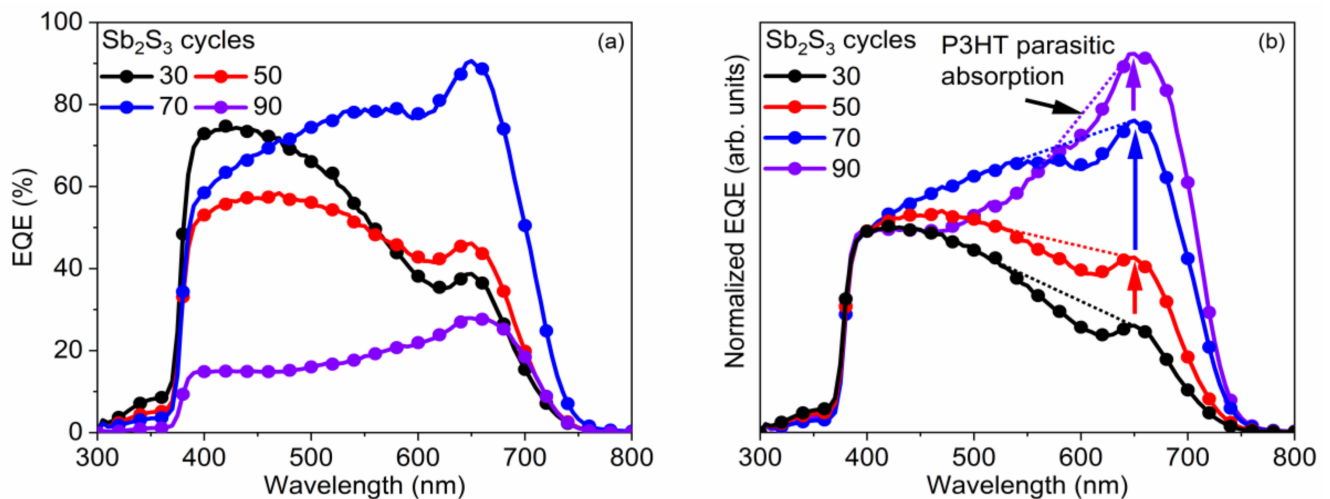 Sb₂S₃ cycles
30 50
70 90
(a)
100
80
60
40
20
0
EQE (%)
300 400 500 600 700 800
Wavelength (nm)
Sb₂S₃ cycles
30
50
70
90
P3HT parasitic
absorption
(b)
Normalized EQE (arb. units)
300 400 500 600 700 800
Wavelength (nm)